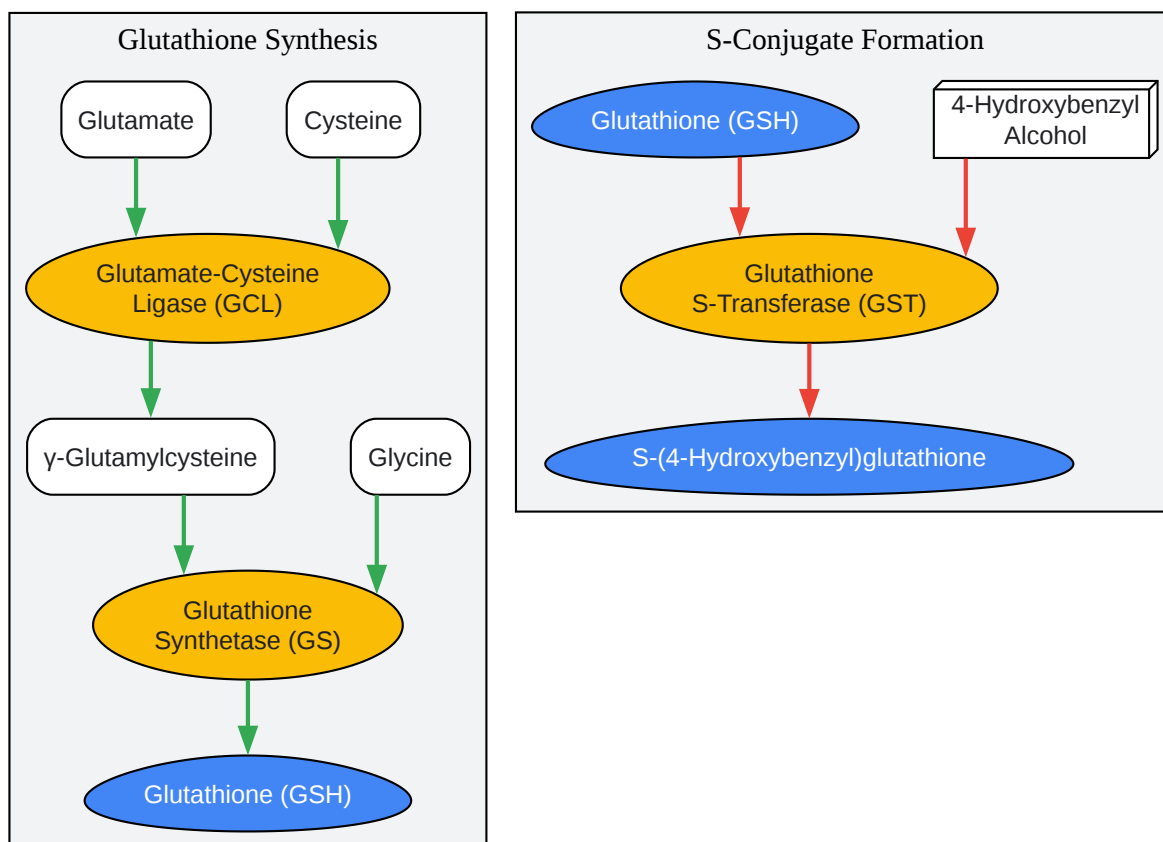 Glutathione Synthesis
Glutamate
Cysteine
Glutamate-Cysteine
Ligase (GCL)
γ-Glutamylcysteine
Glycine
Glutathione
Synthetase (GS)
Glutathione (GSH)
S-Conjugate Formation
Glutathione (GSH)
4-Hydroxybenzyl
Alcohol
Glutathione
S-Transferase (GST)
S-(4-Hydroxybenzyl)glutathione